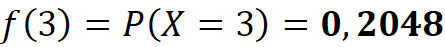 f(3) = P(X = 3) = 0,2048